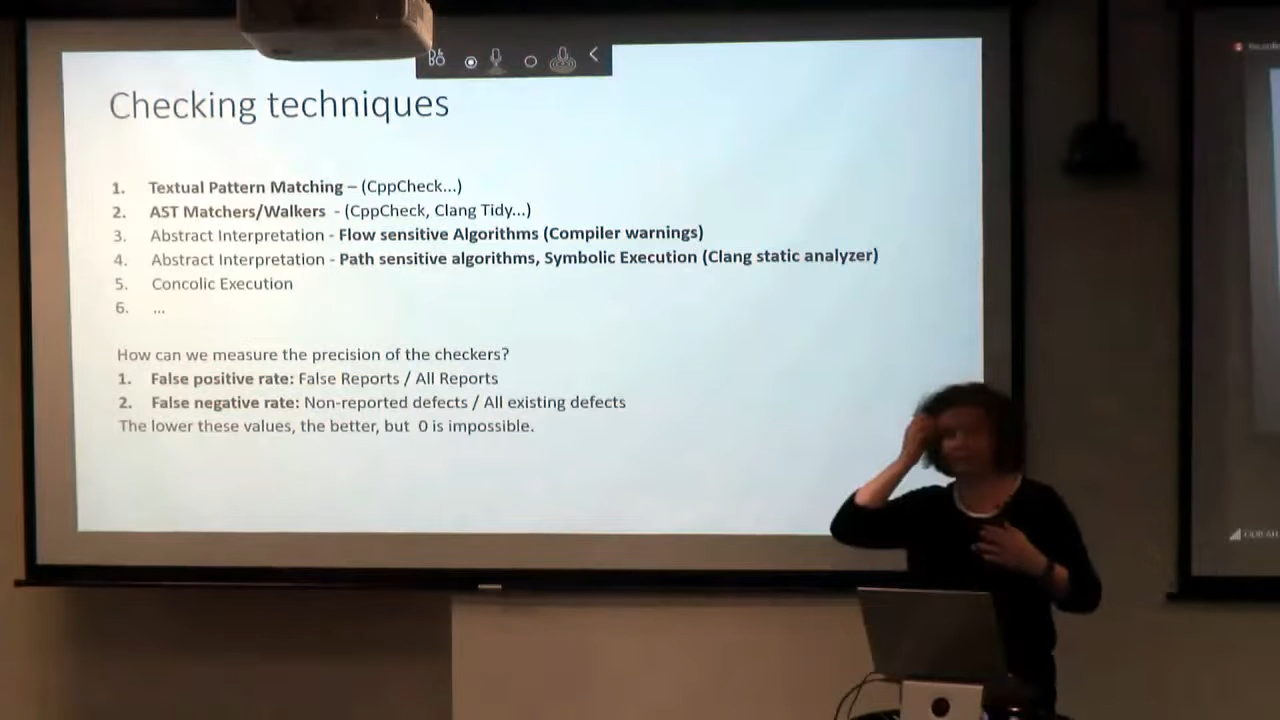 Checking techniques
1. Textual Pattern Matching – (CppCheck...)
2. AST Matchers/Walkers - (CppCheck, Clang Tidy...)
3. Abstract Interpretation - Flow sensitive Algorithms (Compiler warnings)
4. Abstract Interpretation - Path sensitive algorithms, Symbolic Execution (Clang static analyzer)
5. Concolic Execution
6. ...
How can we measure the precision of the checkers?
1. False positive rate: False Reports / All Reports
2. False negative rate: Non-reported defects / All existing defects
The lower these values, the better, but 0 is impossible.